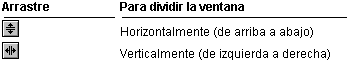 Arrastre Para dividir la ventana
Horizontalmente (de arriba a abajo)
Verticalmente (de izquierda a derecha)